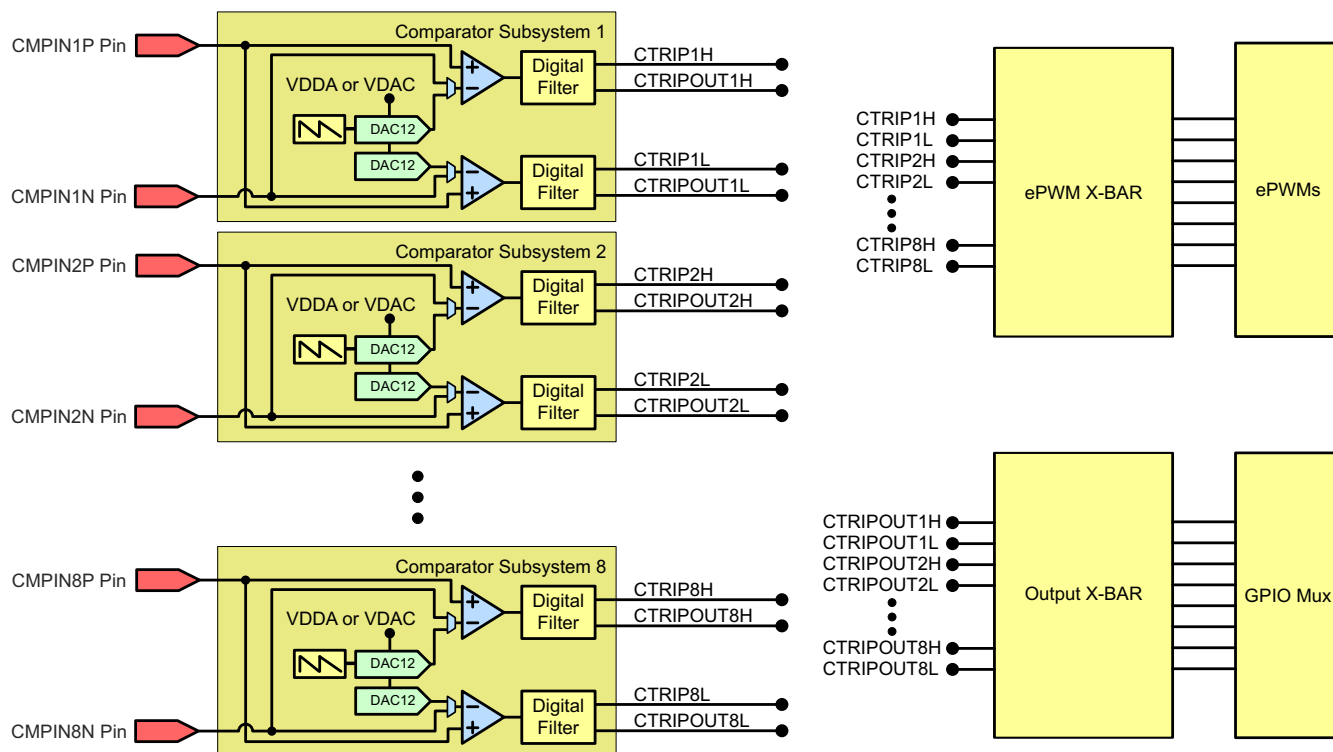 Comparator Subsystem 1
CMPIN1P Pin
VDDA or VDAC
DAC12
DAC12
Digital
Filter
CTRIP1H
CTRIPOUT1H
Digital
Filter
CTRIP1L
CTRIPOUT1L
CMPIN1N Pin
Comparator Subsystem 2
CMPIN2P Pin
VDDA or VDAC
DAC12
DAC12
Digital
Filter
CTRIP2H
CTRIPOUT2H
Digital
Filter
CTRIP2L
CTRIPOUT2L
CMPIN2N Pin
Comparator Subsystem 8
CMPIN8P Pin
VDDA or VDAC
DAC12
DAC12
Digital
Filter
CTRIP8H
CTRIPOUT8H
Digital
Filter
CTRIP8L
CTRIPOUT8L
CMPIN8N Pin
CTRIP1H
CTRIP1L
CTRIP2H
CTRIP2L
CTRIP8H
CTRIP8L
ePWM X-BAR
ePWMs
CTRIPOUT1H
CTRIPOUT1L
CTRIPOUT2H
CTRIPOUT2L
CTRIPOUT8H
CTRIPOUT8L
Output X-BAR
GPIO Mux